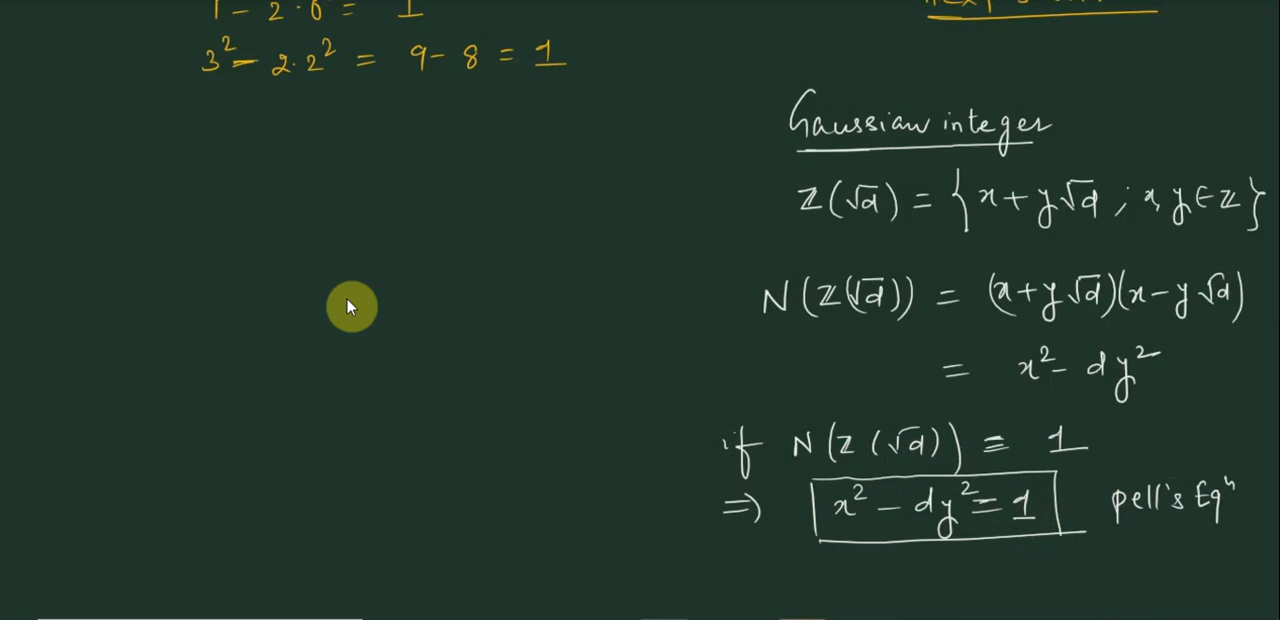 3² - 2·2² = 9 - 8 = 1
Gaussian integer
Z(√d) = { x + y√d ; x, y ∈ Z }
N(Z(√d)) = (x + y√d)(x - y√d)
= x² - dy²
if N(Z(√d)) = 1
⇒ x² - dy² = 1 pell's Eqⁿ